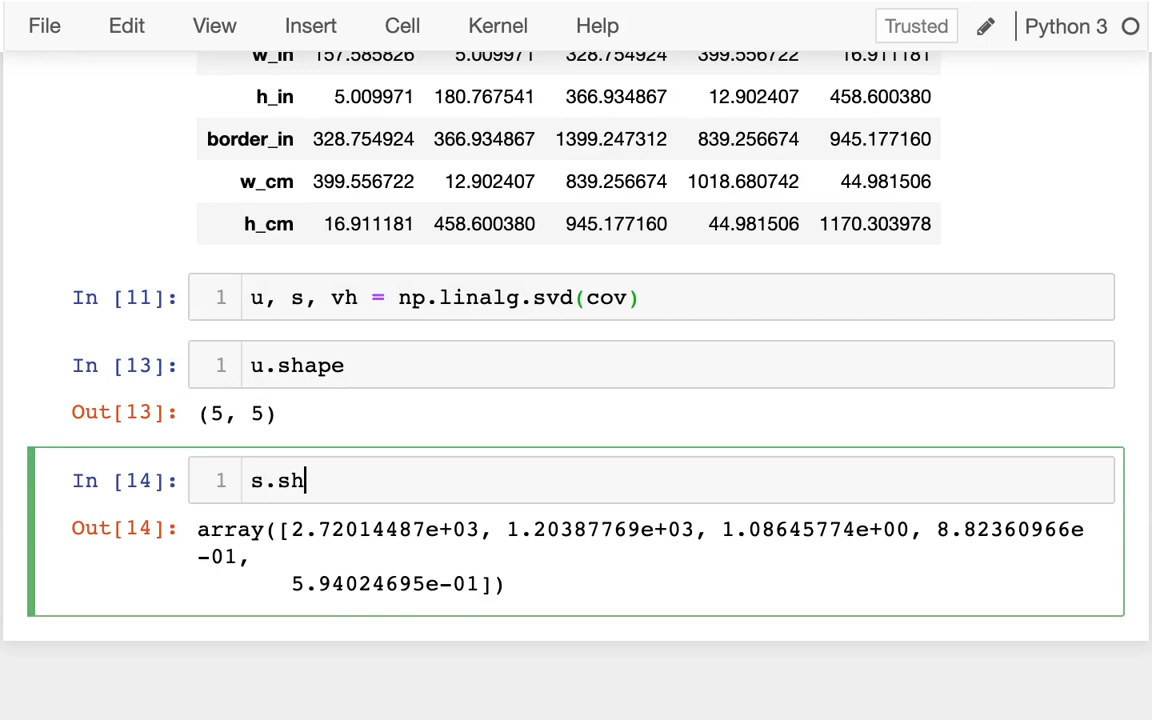 File Edit View Insert Cell Kernel Help Trusted Python 3
w_in 157.585826 5.009971 328.754924 399.556722 16.911181
h_in 5.009971 180.767541 366.934867 12.902407 458.600380
border_in 328.754924 366.934867 1399.247312 839.256674 945.177160
w_cm 399.556722 12.902407 839.256674 1018.680742 44.981506
h_cm 16.911181 458.600380 945.177160 44.981506 1170.303978
In [11]: 1 u, s, vh = np.linalg.svd(cov)
In [13]: 1 u.shape
Out[13]: (5, 5)
In [14]: 1 s.sh
Out[14]: array([2.72014487e+03, 1.20387769e+03, 1.08645774e+00, 8.82360966e
-01,
5.94024695e-01])